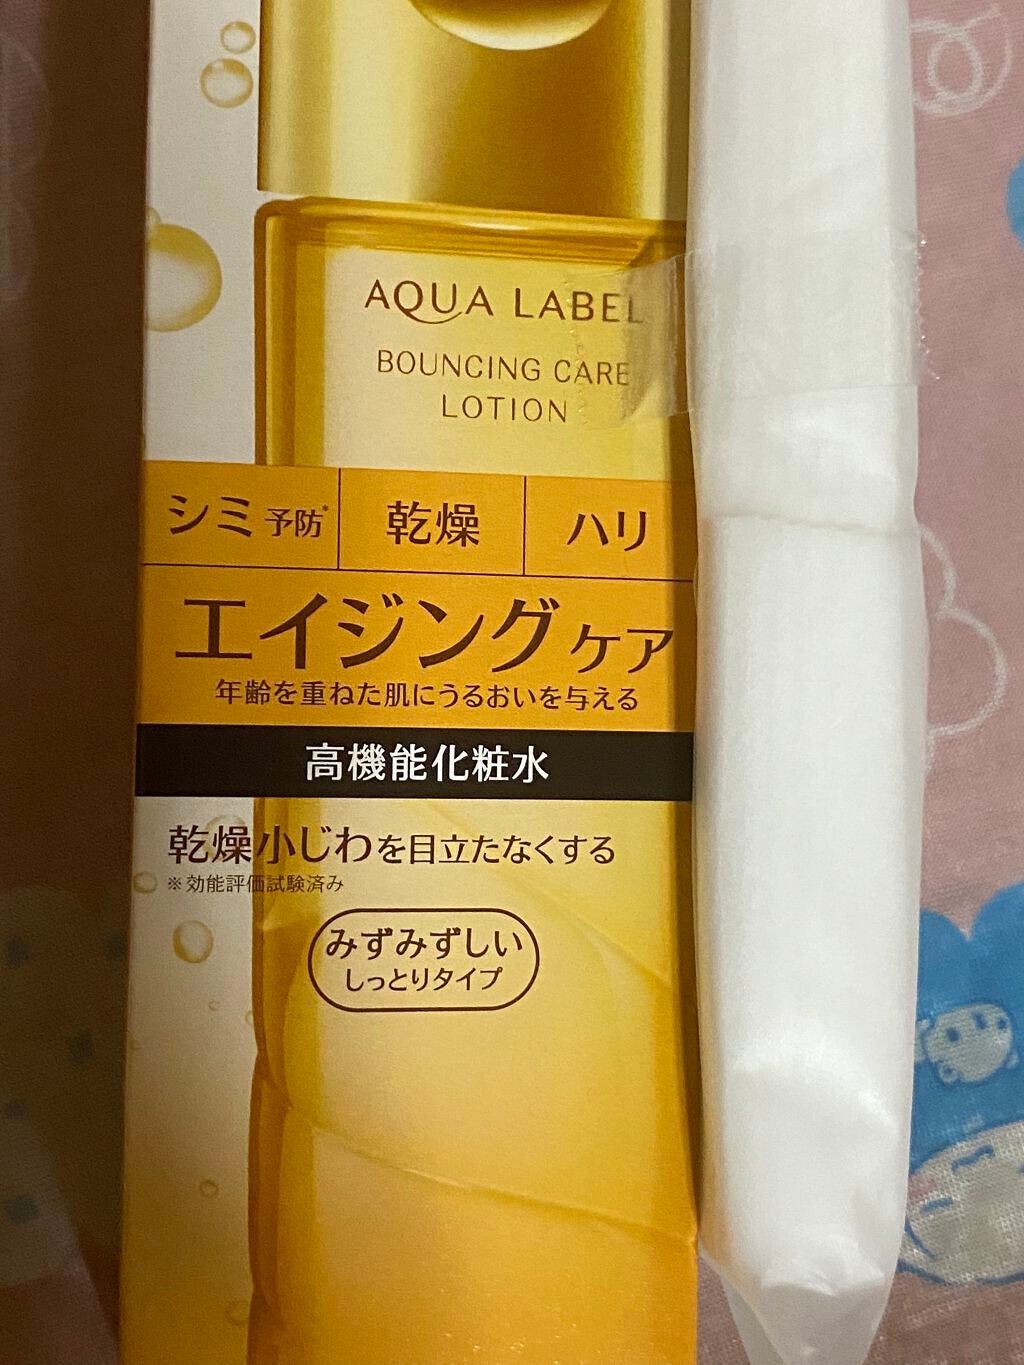 AQUA LABEL
BOUNCING CARE
LOTION
シミ予防* 乾燥 ハリ
エイジングケア
年齢を重ねた肌にうるおいを与える
高機能化粧水
乾燥小じわを目立たなくする
※効能評価試験済み
みずみずしい
しっとりタイプ